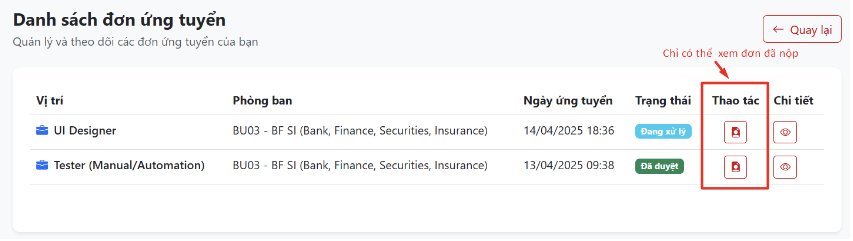 Danh sách đơn ứng tuyển
Quản lý và theo dõi các đơn ứng tuyển của bạn
← Quay lại
Chỉ có thể xem đơn đã nộp
Vị trí Phòng ban Ngày ứng tuyển Trạng thái Thao tác Chi tiết
UI Designer BU03 - BF SI (Bank, Finance, Securities, Insurance) 14/04/2025 18:36 Đang xử lý
Tester (Manual/Automation) BU03 - BF SI (Bank, Finance, Securities, Insurance) 13/04/2025 09:38 Đã duyệt